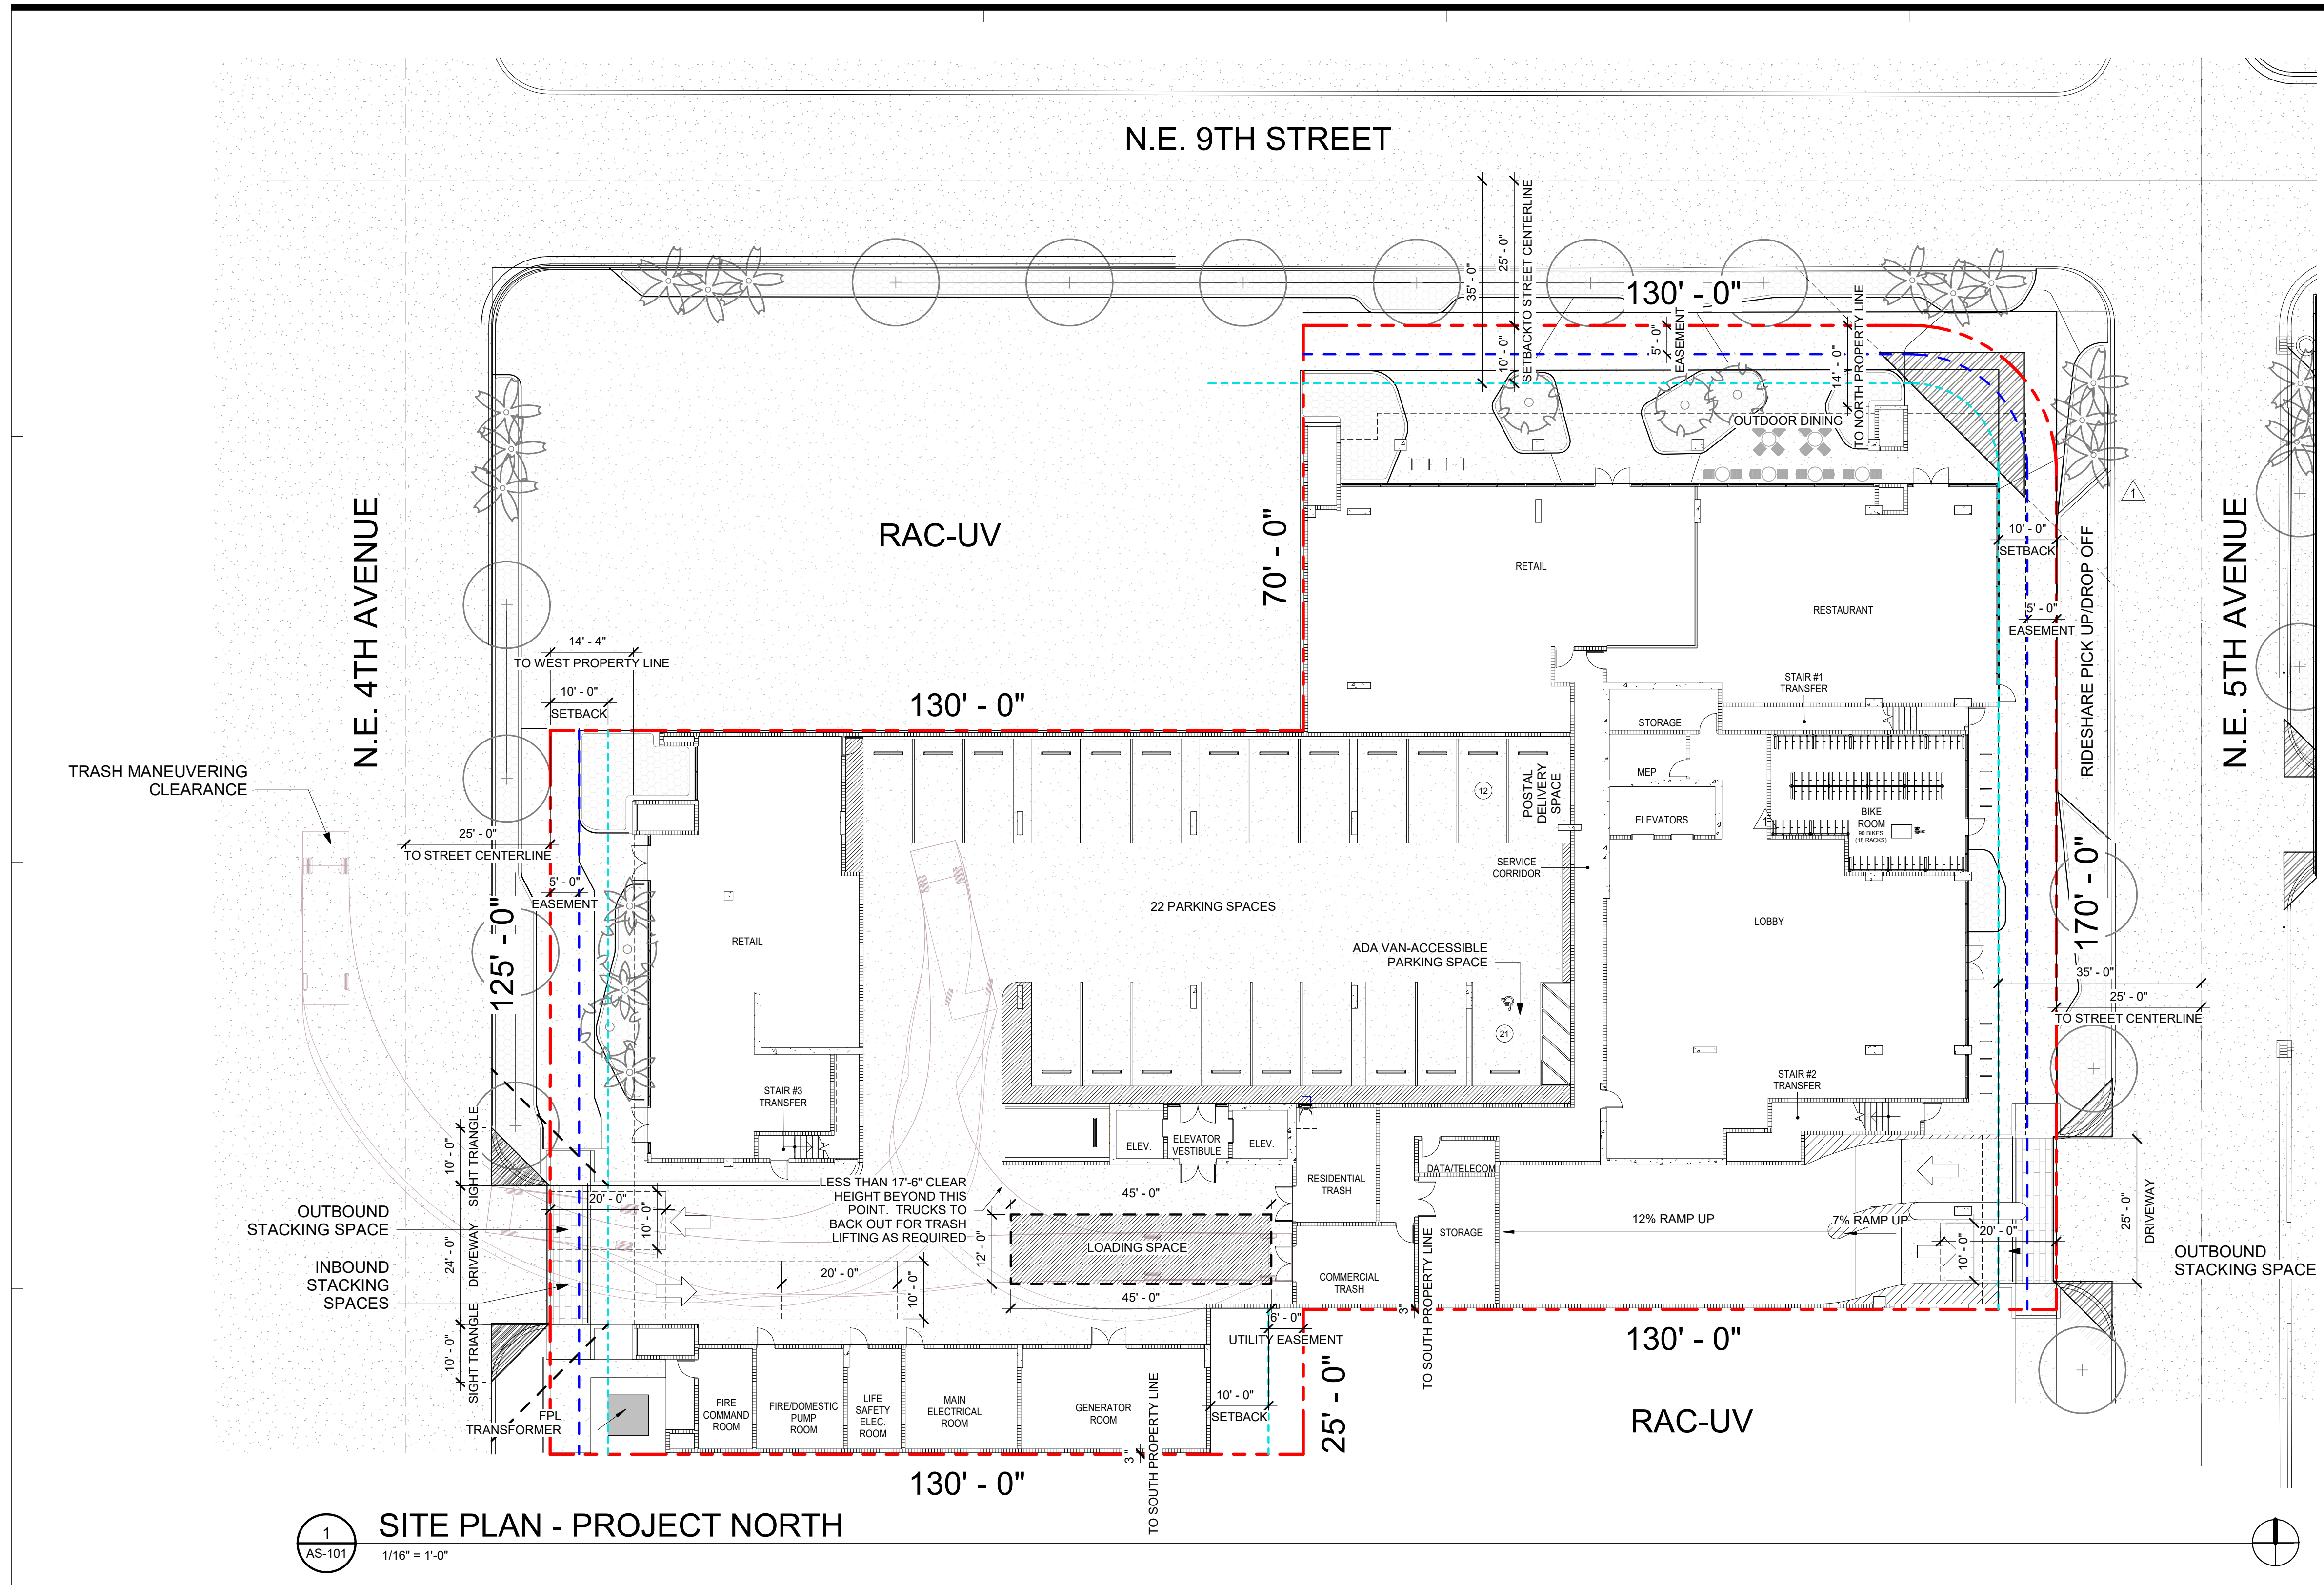 N.E. 9TH STREET
35' - 0"
25' - 0"
TO STREET CENTERLINE
10' - 0"
SETBACK
130' - 0"
5' - 0"
EASEMENT
14' - 0"
TO NORTH PROPERTY LINE
OUTDOOR DINING
N.E. 4TH AVENUE
RAC-UV
70' - 0"
RETAIL
RESTAURANT
10' - 0"
SETBACK
5' - 0"
EASEMENT
RIDESHARE PICK UP/DROP OFF
1
N.E. 5TH AVENUE
14' - 4"
TO WEST PROPERTY LINE
10' - 0"
SETBACK
130' - 0"
STAIR #1
TRANSFER
STORAGE
MEP
ELEVATORS
1
BIKE
ROOM
90 BIKES
(18 RACKS)
TRASH MANEUVERING
CLEARANCE
25' - 0"
TO STREET CENTERLINE
5' - 0"
EASEMENT
125' - 0"
12
POSTAL
DELIVERY
SPACE
SERVICE
CORRIDOR
22 PARKING SPACES
RETAIL
LOBBY
170' - 0"
ADA VAN-ACCESSIBLE
PARKING SPACE
21
35' - 0"
25' - 0"
TO STREET CENTERLINE
STAIR #3
TRANSFER
STAIR #2
TRANSFER
ELEV.
ELEVATOR
VESTIBULE
ELEV.
10' - 0"
SIGHT TRIANGLE
24' - 0"
DRIVEWAY
10' - 0"
SIGHT TRIANGLE
OUTBOUND
STACKING SPACE
INBOUND
STACKING
SPACES
20' - 0"
10' - 0"
20' - 0"
10' - 0"
LESS THAN 17'-6" CLEAR
HEIGHT BEYOND THIS
POINT. TRUCKS TO
BACK OUT FOR TRASH
LIFTING AS REQUIRED
45' - 0"
12' - 0"
LOADING SPACE
45' - 0"
RESIDENTIAL
TRASH
COMMERCIAL
TRASH
DATA/TELECOM
STORAGE
12% RAMP UP
7% RAMP UP
20' - 0"
10' - 0"
25' - 0"
DRIVEWAY
OUTBOUND
STACKING SPACE
6' - 0"
UTILITY EASEMENT
3"
TO SOUTH PROPERTY LINE
130' - 0"
25' - 0"
10' - 0"
SETBACK
FPL
TRANSFORMER
FIRE
COMMAND
ROOM
FIRE/DOMESTIC
PUMP
ROOM
LIFE
SAFETY
ELEC.
ROOM
MAIN
ELECTRICAL
ROOM
GENERATOR
ROOM
3"
TO SOUTH PROPERTY LINE
RAC-UV
130' - 0"
1
AS-101
SITE PLAN - PROJECT NORTH
1/16" = 1'-0"